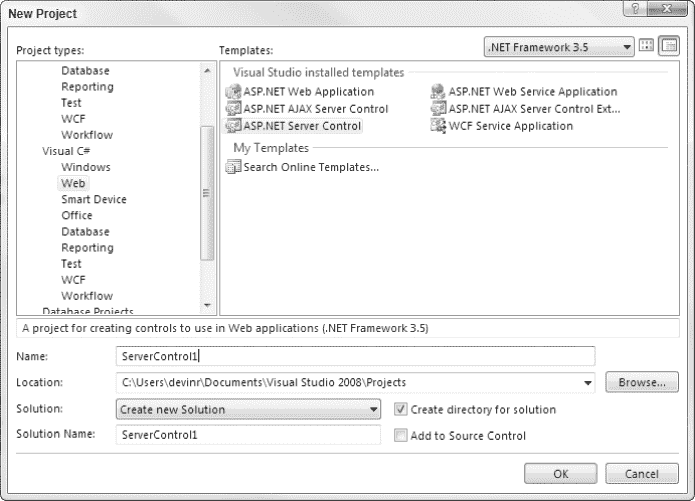 New Project
Project types:
Templates:
.NET Framework 3.5
Database
Reporting
Test
WCF
Workflow
Visual C#
Windows
Web
Smart Device
Office
Database
Reporting
Test
WCF
Workflow
Database Projects
Visual Studio installed templates
ASP.NET Web Application
ASP.NET Web Service Application
ASP.NET AJAX Server Control
ASP.NET AJAX Server Control Ext...
ASP.NET Server Control
WCF Service Application
My Templates
Search Online Templates...
A project for creating controls to use in Web applications (.NET Framework 3.5)
Name:
ServerControl1
Location:
C:\Users\devinr\Documents\Visual Studio 2008\Projects
Browse...
Solution:
Create new Solution
Create directory for solution
Solution Name:
ServerControl1
Add to Source Control
OK
Cancel